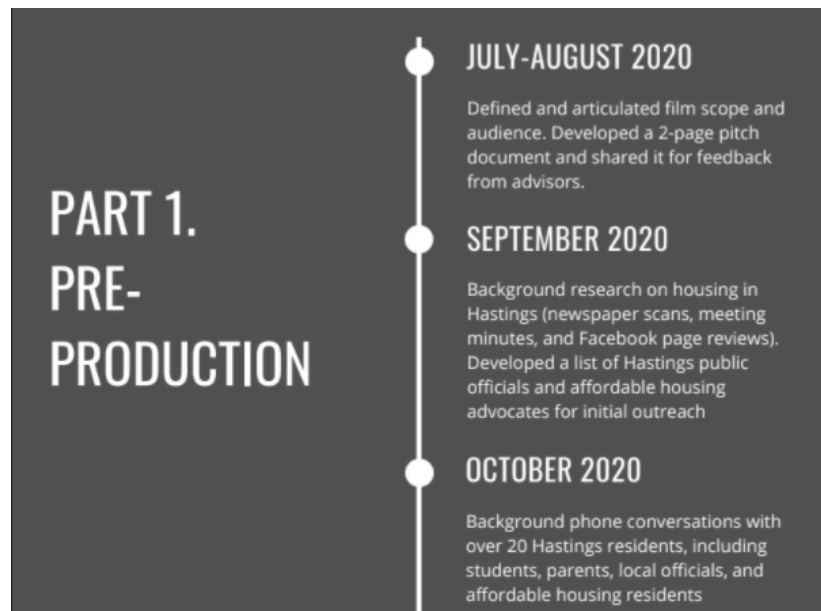 PART 1.
PRE-
PRODUCTION
JULY-AUGUST 2020
Defined and articulated film scope and
audience. Developed a 2-page pitch
document and shared it for feedback
from advisors.
SEPTEMBER 2020
Background research on housing in
Hastings (newspaper scans, meeting
minutes, and Facebook page reviews).
Developed a list of Hastings public
officials and affordable housing
advocates for initial outreach
OCTOBER 2020
Background phone conversations with
over 20 Hastings residents, including
students, parents, local officials, and
affordable housing residents